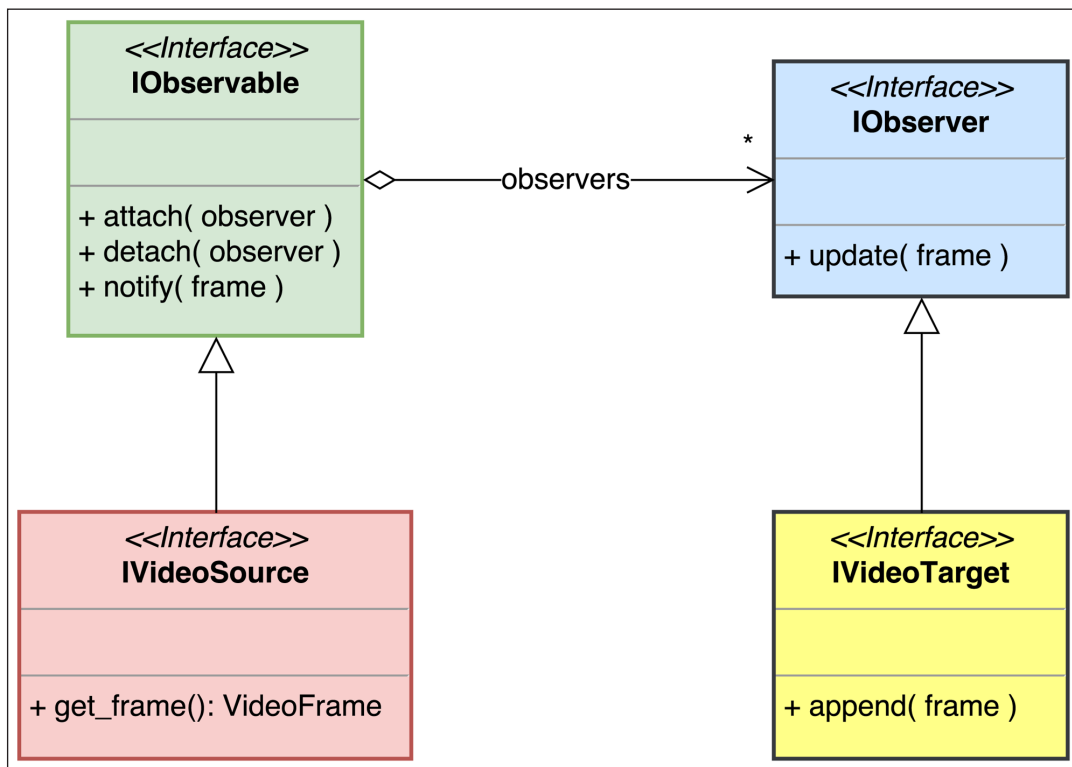 <<Interface>>
IObservable
+ attach( observer )
+ detach( observer )
+ notify( frame )
observers
*
<<Interface>>
IObserver
+ update( frame )
<<Interface>>
IVideoSource
+ get_frame(): VideoFrame
<<Interface>>
IVideoTarget
+ append( frame )